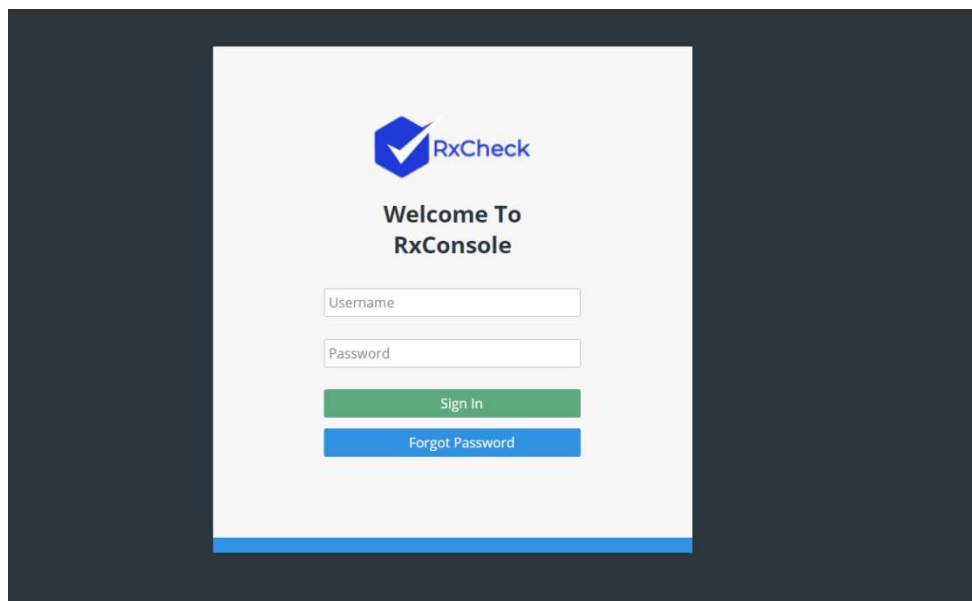 RxCheck
Welcome To
RxConsole
Username
Password
Sign In
Forgot Password